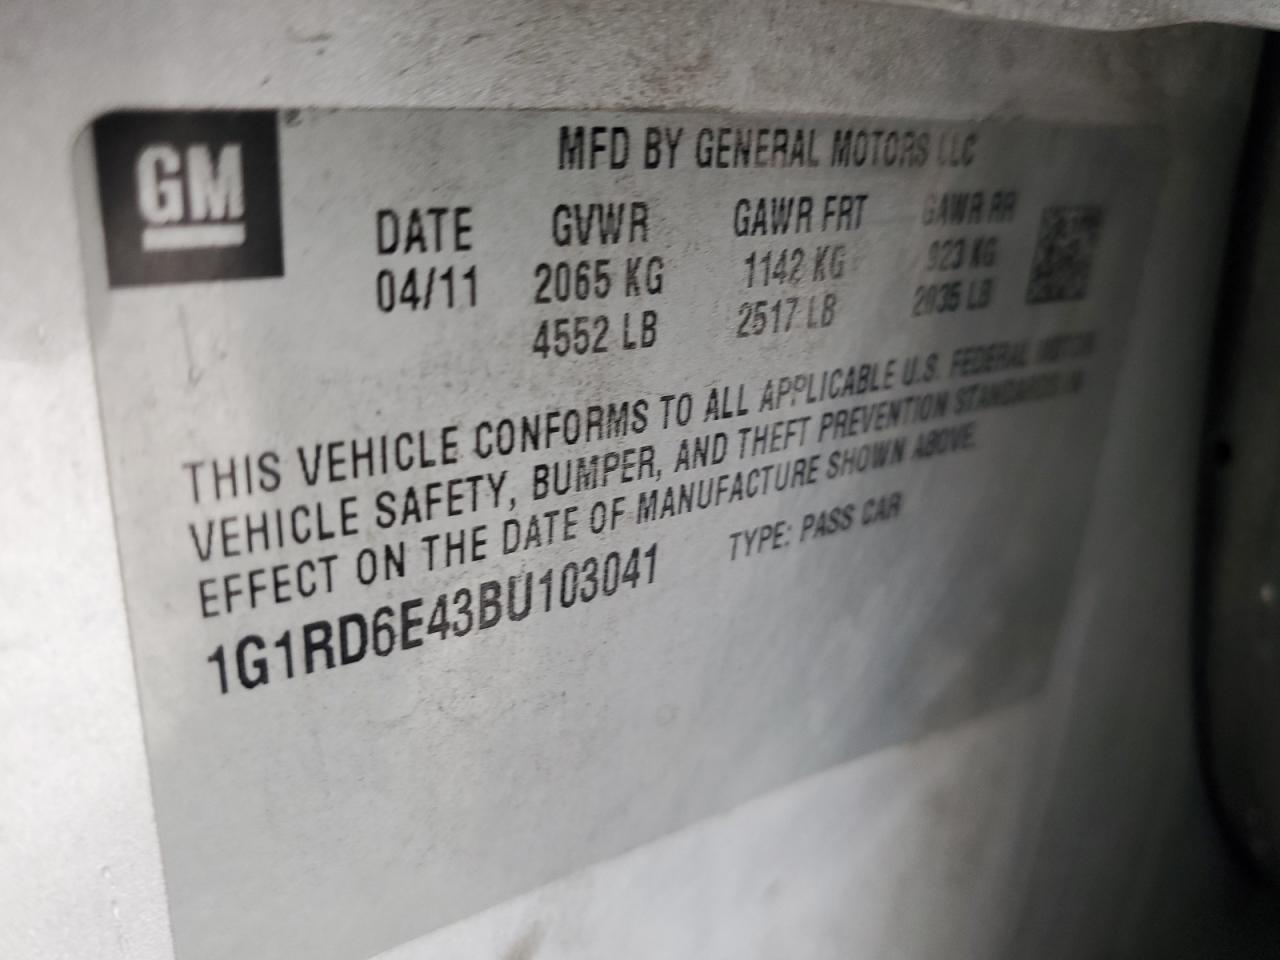 GM
MFD BY GENERAL MOTORS LLC
DATE GVWR GAWR FRT GAWR RR
04/11 2065 KG 1142 KG 923 KG
4552 LB 2517 LB 2035 LB
THIS VEHICLE CONFORMS TO ALL APPLICABLE U.S. FEDERAL MOTOR
VEHICLE SAFETY, BUMPER, AND THEFT PREVENTION STANDARDS IN
EFFECT ON THE DATE OF MANUFACTURE SHOWN ABOVE.
1G1RD6E43BU103041 TYPE: PASS CAR